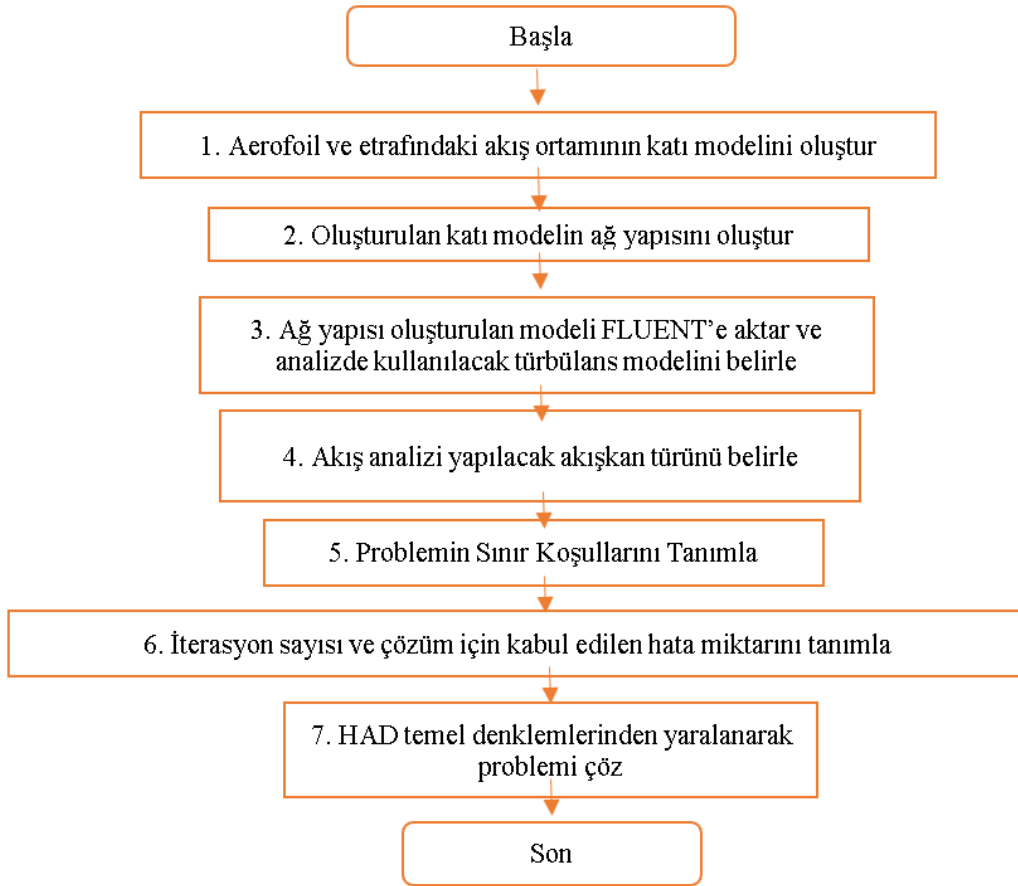 Başla
1. Aerofoil ve etrafındaki akış ortamının katı modelini oluştur
2. Oluşturulan katı modelin ağ yapısını oluştur
3. Ağ yapısı oluşturulan modeli FLUENT’e aktar ve
analizde kullanılacak türbülans modelini belirle
4. Akış analizi yapılacak akışkan türünü belirle
5. Problemin Sınır Koşullarını Tanımla
6. İterasyon sayısı ve çözüm için kabul edilen hata miktarını tanımla
7. HAD temel denklemlerinden yaralanarak
problemi çöz
Son